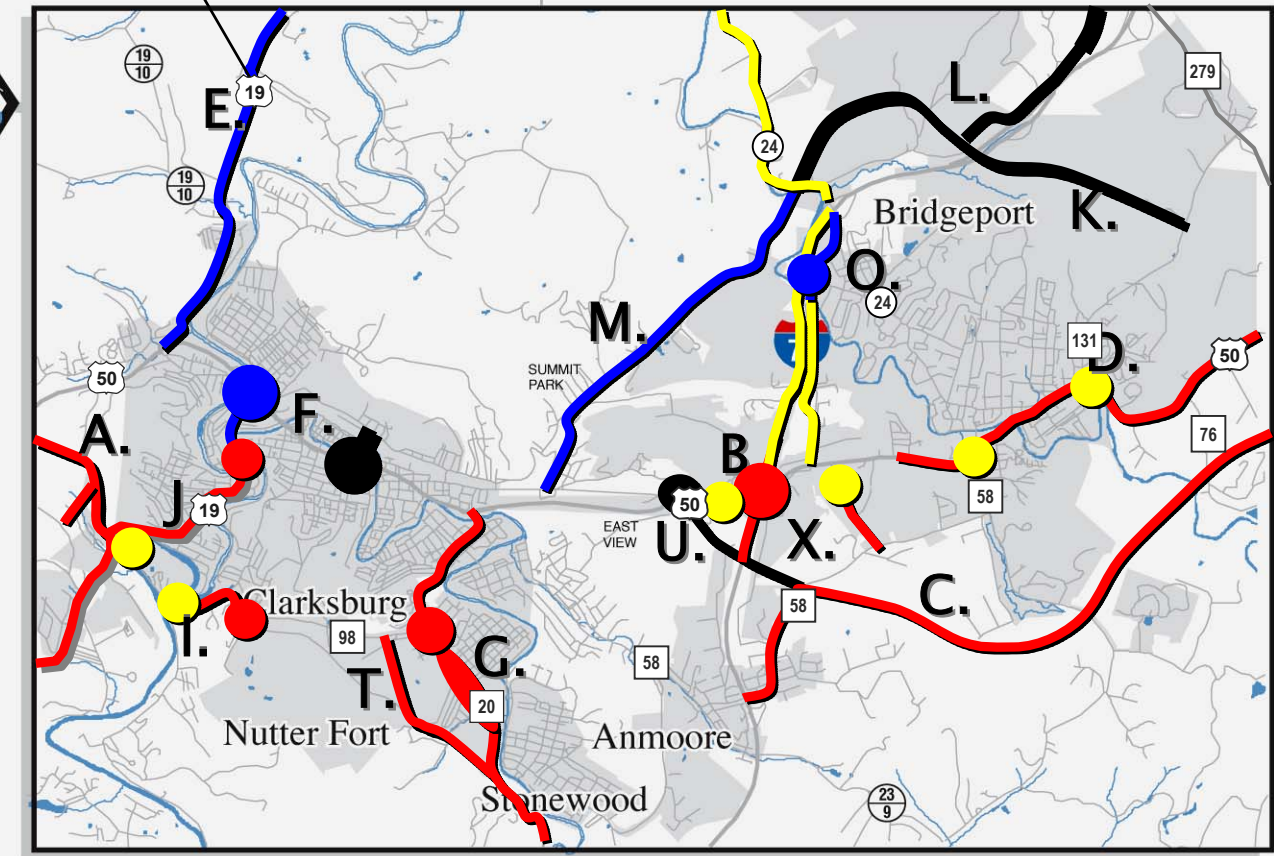 19
10
L.
279
19
E.
24
19
10
Bridgeport
K.
O.
24
M.
7
131
D.
50
SUMMIT
PARK
50
F.
A.
76
B
J
19
50
58
EAST
VIEW
U.
X.
Clarksburg
C.
58
I.
98
G.
58
T.
20
Nutter Fort
Anmoore
Stonewood
23
9